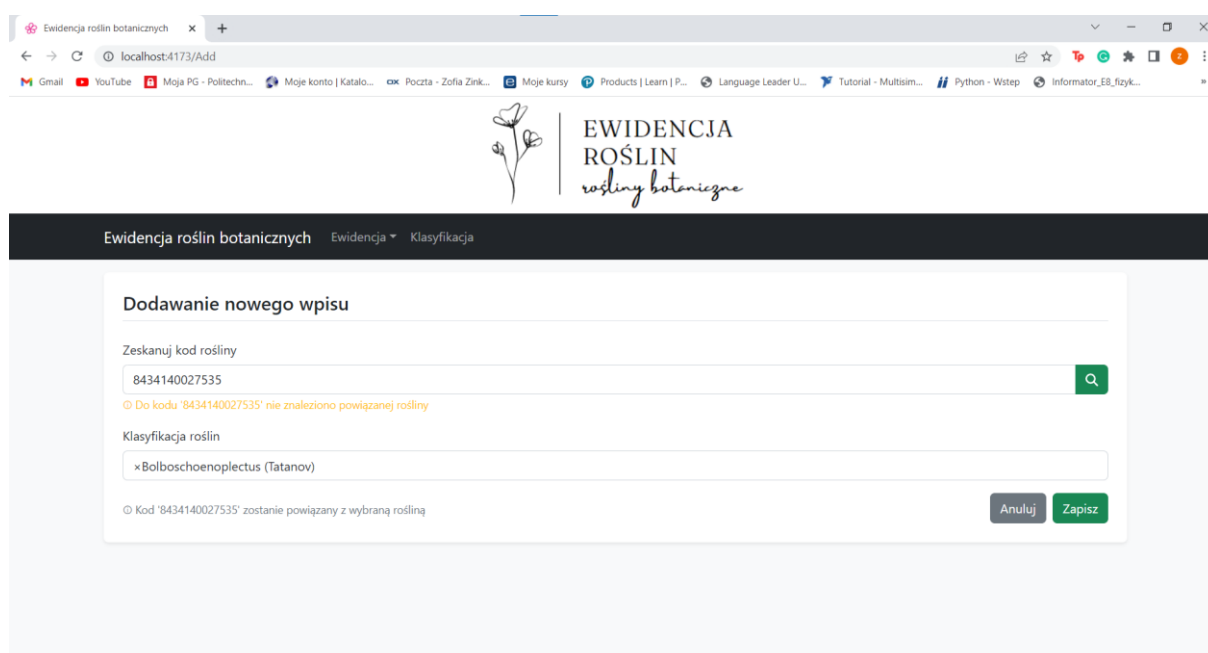 Ewidencja roślin botanicznych
localhost:4173/Add
Tp
z
Gmail YouTube Moja PG - Politechn... Moje konto | Katalo... Poczta - Zofia Zink... Moje kursy Products | Learn | P... Language Leader U... Tutorial - Multisim... Python - Wstep Informator_E8_fizyk... »
EWIDENCJA
ROŚLIN
rośliny botaniczne
Ewidencja roślin botanicznych Ewidencja Klasyfikacja
Dodawanie nowego wpisu
Zeskanuj kod rośliny
8434140027535
Do kodu '8434140027535' nie znaleziono powiązanej rośliny
Klasyfikacja roślin
×Bolboschoenoplectus (Tatanov)
Kod '8434140027535' zostanie powiązany z wybraną rośliną
Anuluj Zapisz